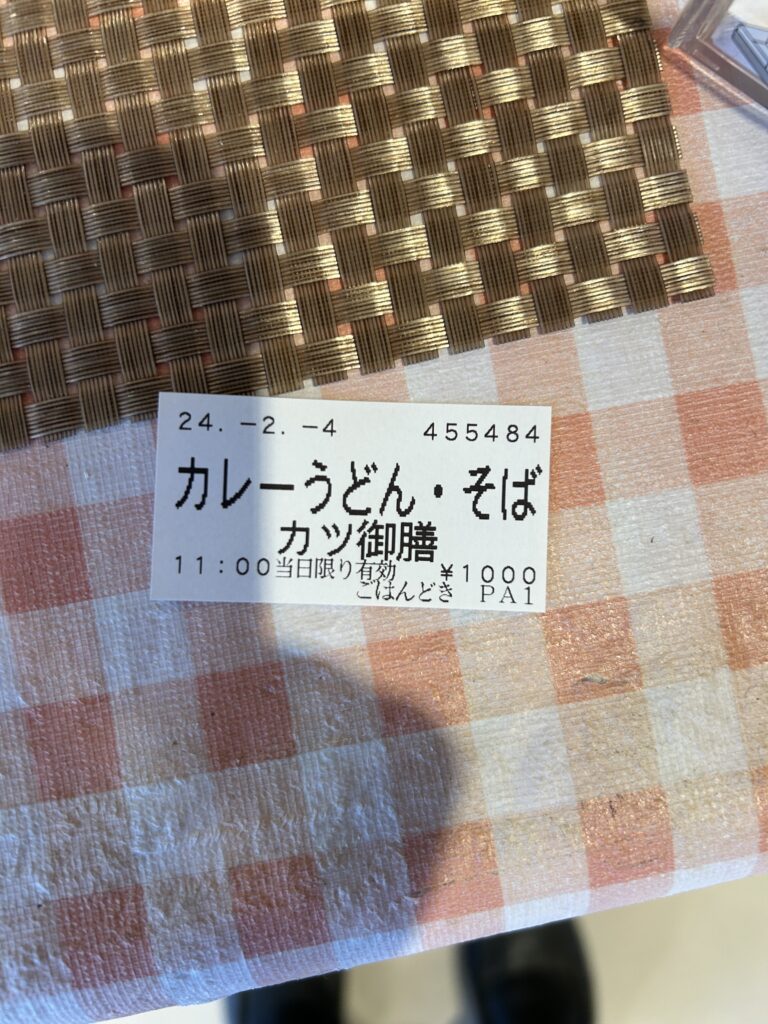 24.-2.-4 455484
カレーうどん・そば
カツ御膳
11:00当日限り有効 ¥1000
ごはんどき PA1